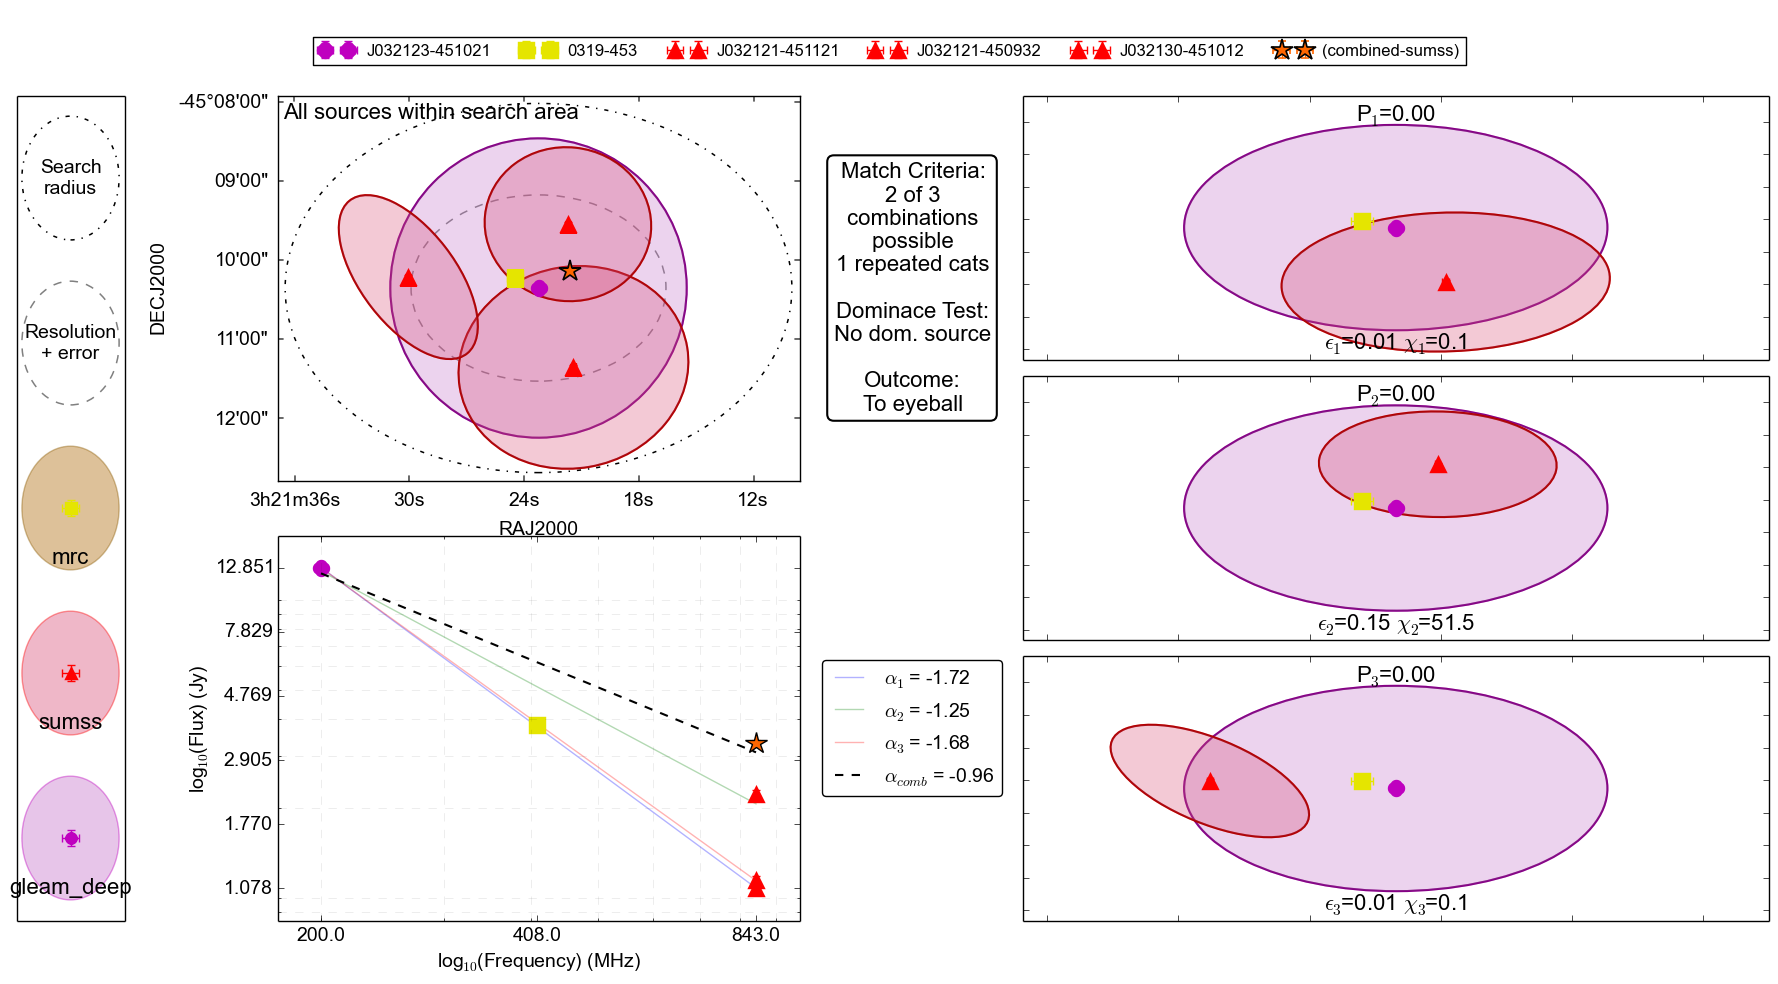 J032123-451021 0319-453 J032121-451121 J032121-450932 J032130-451012 (combined-sumss)
Search
radius
Resolution
+ error
mrc
sumss
gleam_deep
All sources within search area
-45°08'00"
09'00"
10'00"
11'00"
12'00"
DECJ2000
3h21m36s 30s 24s 18s 12s
RAJ2000
Match Criteria:
2 of 3
combinations
possible
1 repeated cats
Dominace Test:
No dom. source
Outcome:
To eyeball
12.851
7.829
4.769
2.905
1.770
1.078
log10(Flux) (Jy)
200.0 408.0 843.0
log10(Frequency) (MHz)
α1 = -1.72
α2 = -1.25
α3 = -1.68
αcomb = -0.96
P1=0.00
ϵ1=0.01 χ1=0.1
P2=0.00
ϵ2=0.15 χ2=51.5
P3=0.00
ϵ3=0.01 χ3=0.1